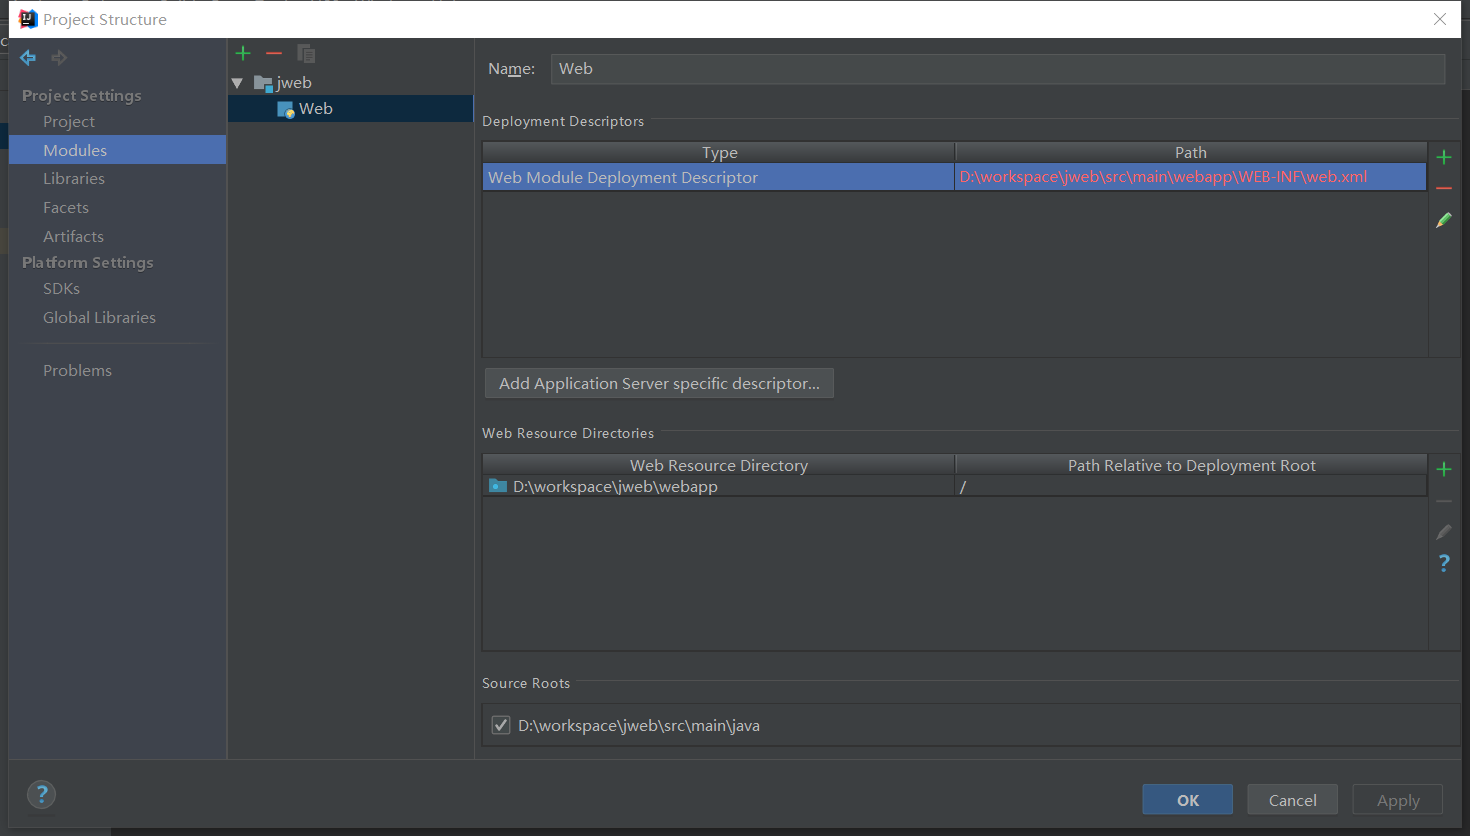 Project Structure
Project Settings
Project
Modules
Libraries
Facets
Artifacts
Platform Settings
SDKs
Global Libraries
Problems
jweb
Web
Name: Web
Deployment Descriptors
Type Path
Web Module Deployment Descriptor D:\workspace\jweb\src\main\webapp\WEB-INF\web.xml
Add Application Server specific descriptor...
Web Resource Directories
Web Resource Directory Path Relative to Deployment Root
D:\workspace\jweb\webapp /
Source Roots
D:\workspace\jweb\src\main\java
OK Cancel Apply